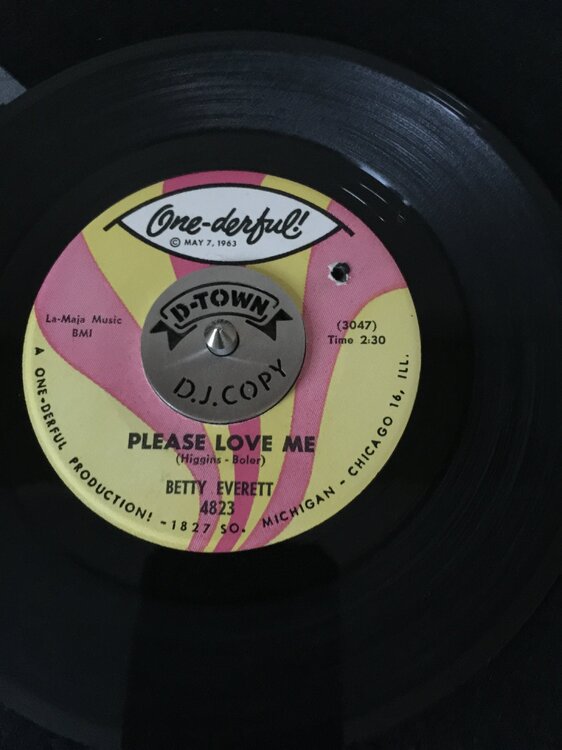 One-derful!
© MAY 7, 1963
D-TOWN
D.J. COPY
La-Maja Music
BMI
(3047)
Time 2:30
PLEASE LOVE ME
(Higgins - Boler)
BETTY EVERETT
4823
A ONE-DERFUL PRODUCTION! - 1827 SO. MICHIGAN - CHICAGO 16, ILL.